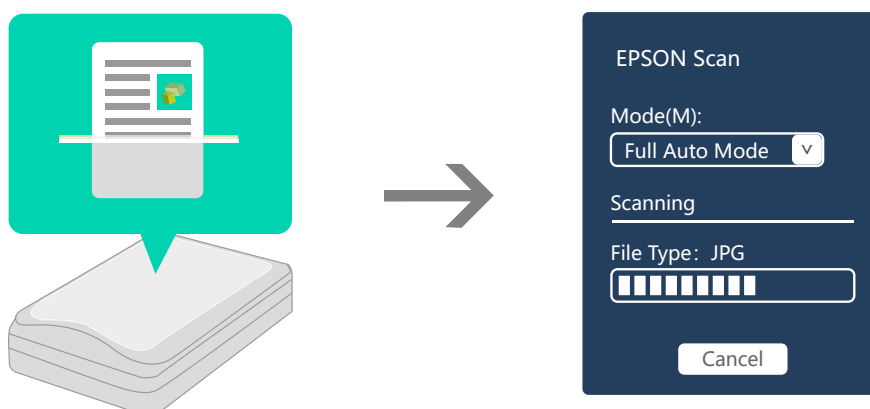 EPSON Scan
Mode(M):
Full Auto Mode
Scanning
File Type：JPG
Cancel